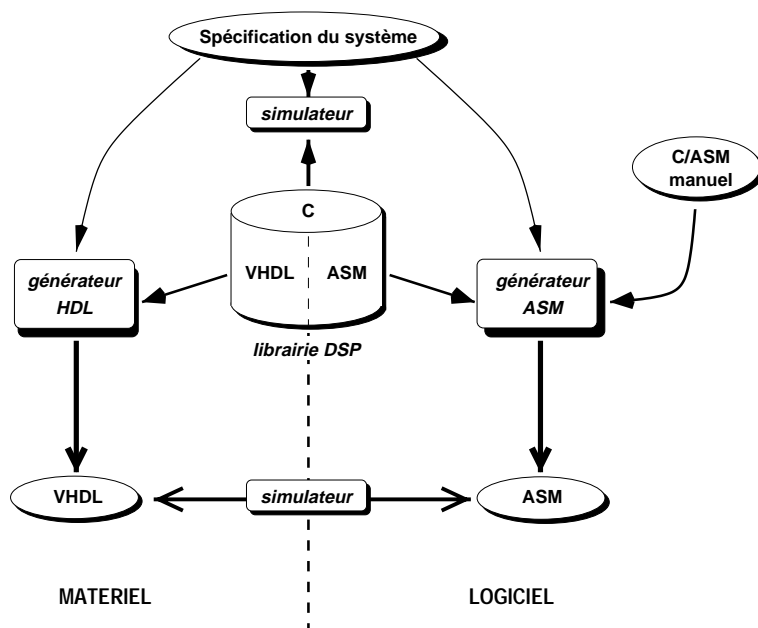 Spécification du système
simulateur
C/ASM
manuel
C
VHDL
ASM
générateur
HDL
générateur
ASM
librairie DSP
VHDL
simulateur
ASM
MATERIEL
LOGICIEL